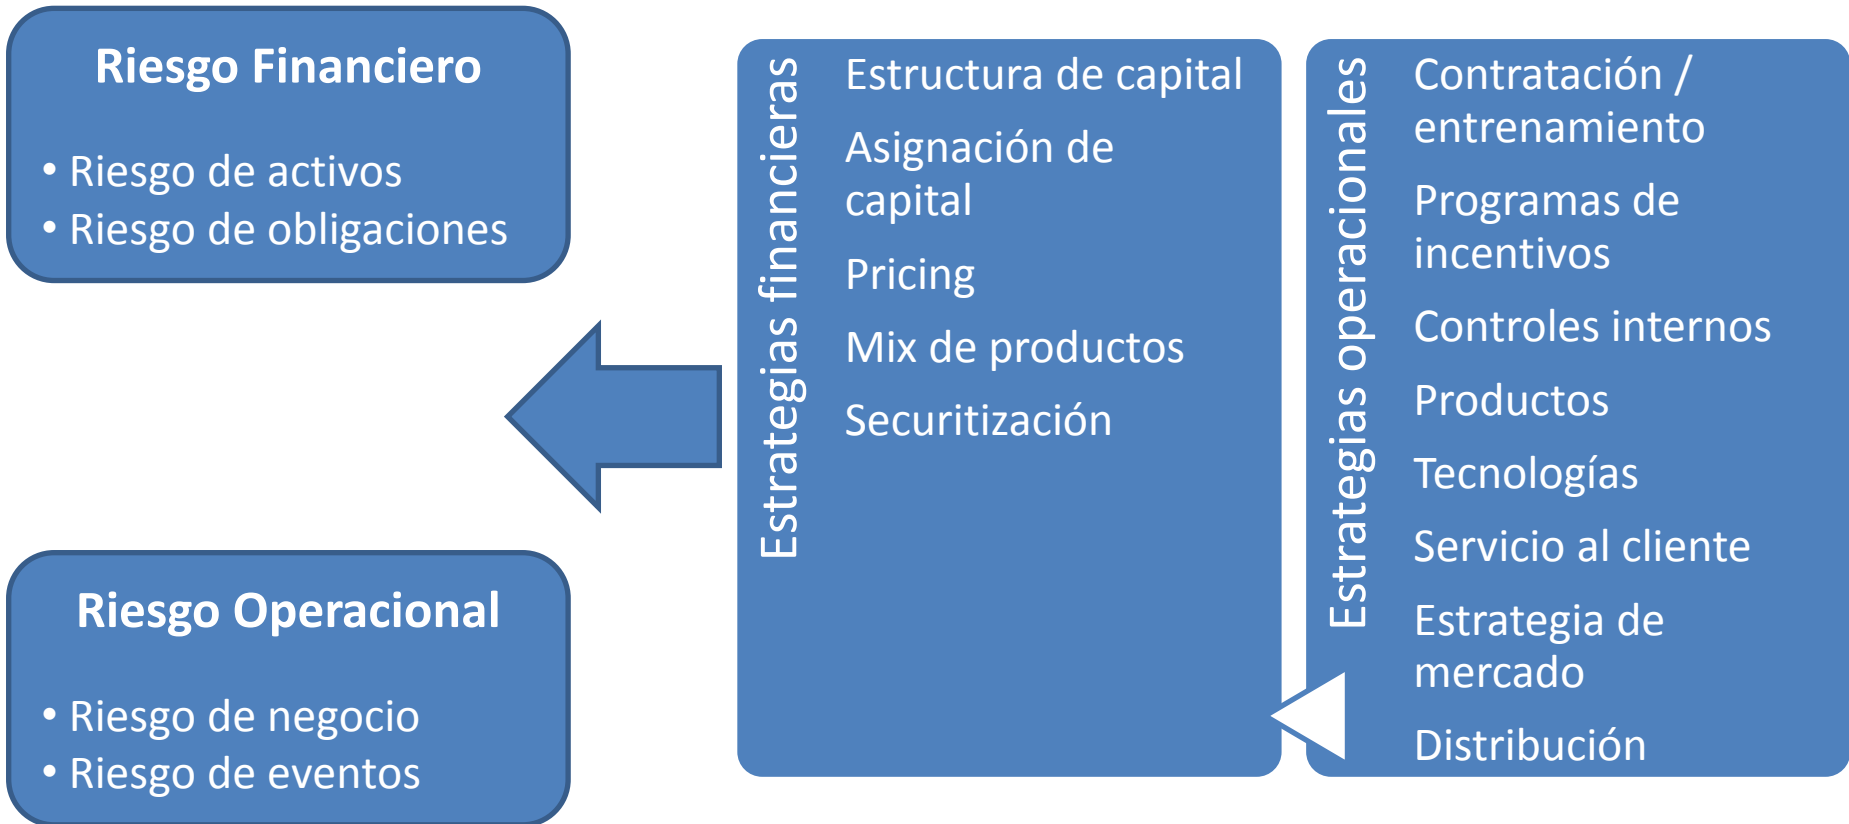 Riesgo Financiero
• Riesgo de activos
• Riesgo de obligaciones
Riesgo Operacional
• Riesgo de negocio
• Riesgo de eventos
Estrategias financieras
Estructura de capital
Asignación de
capital
Pricing
Mix de productos
Securitización
Estrategias operacionales
Contratación /
entrenamiento
Programas de
incentivos
Controles internos
Productos
Tecnologías
Servicio al cliente
Estrategia de
mercado
Distribución